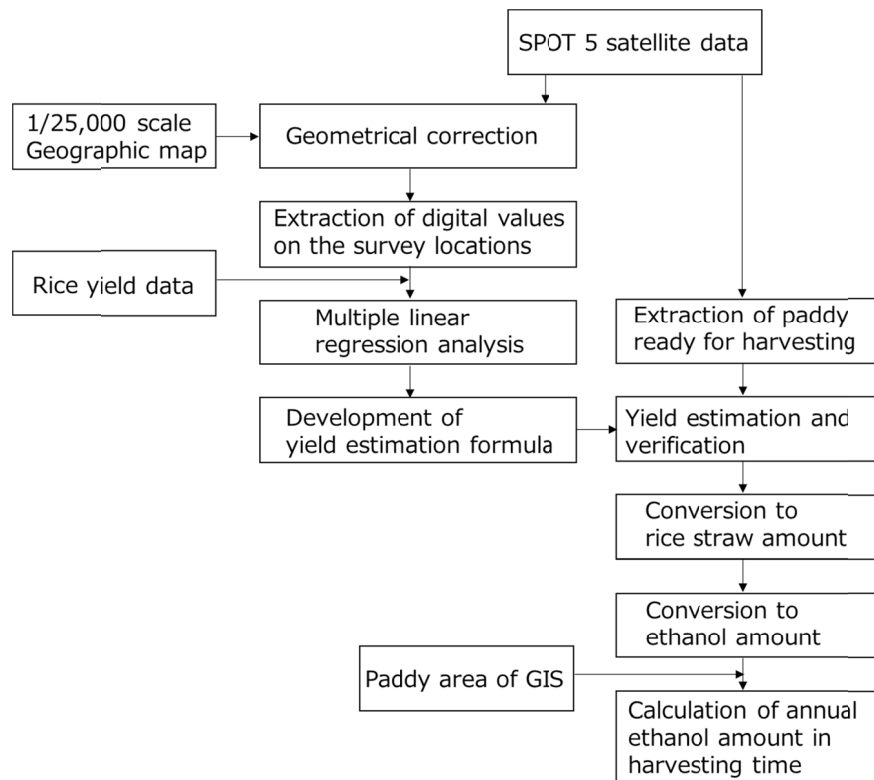 SPOT 5 satellite data
1/25,000 scale
Geographic map
Geometrical correction
Extraction of digital values
on the survey locations
Rice yield data
Multiple linear
regression analysis
Extraction of paddy
ready for harvesting
Development of
yield estimation formula
Yield estimation and
verification
Conversion to
rice straw amount
Conversion to
ethanol amount
Paddy area of GIS
Calculation of annual
ethanol amount in
harvesting time